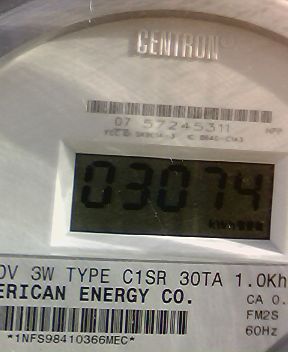 CENTRON®
07 57245311
03074
0V 3W TYPE C1SR 30TA 1.0Kh
ERICAN ENERGY CO.
CA 0.
FM2S
60Hz
*1NFS98410366MEC*